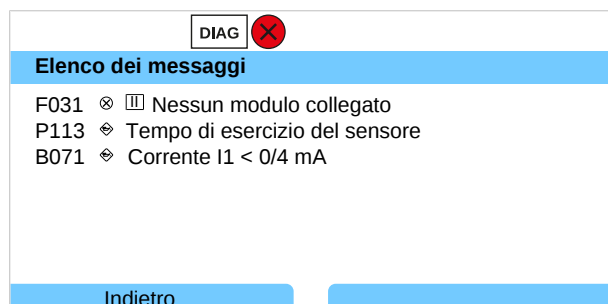 DIAG
Elenco dei messaggi
F031 ⊗ II Nessun modulo collegato
P113 Tempo di esercizio del sensore
B071 Corrente I1 < 0/4 mA
Indietro